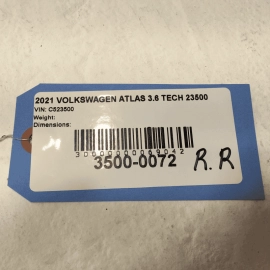 2021 VOLKSWAGEN ATLAS 3.6 TECH 23500
VIN: C523500
Weight:
Dimensions:
3000000069042
3500-0072
R.R